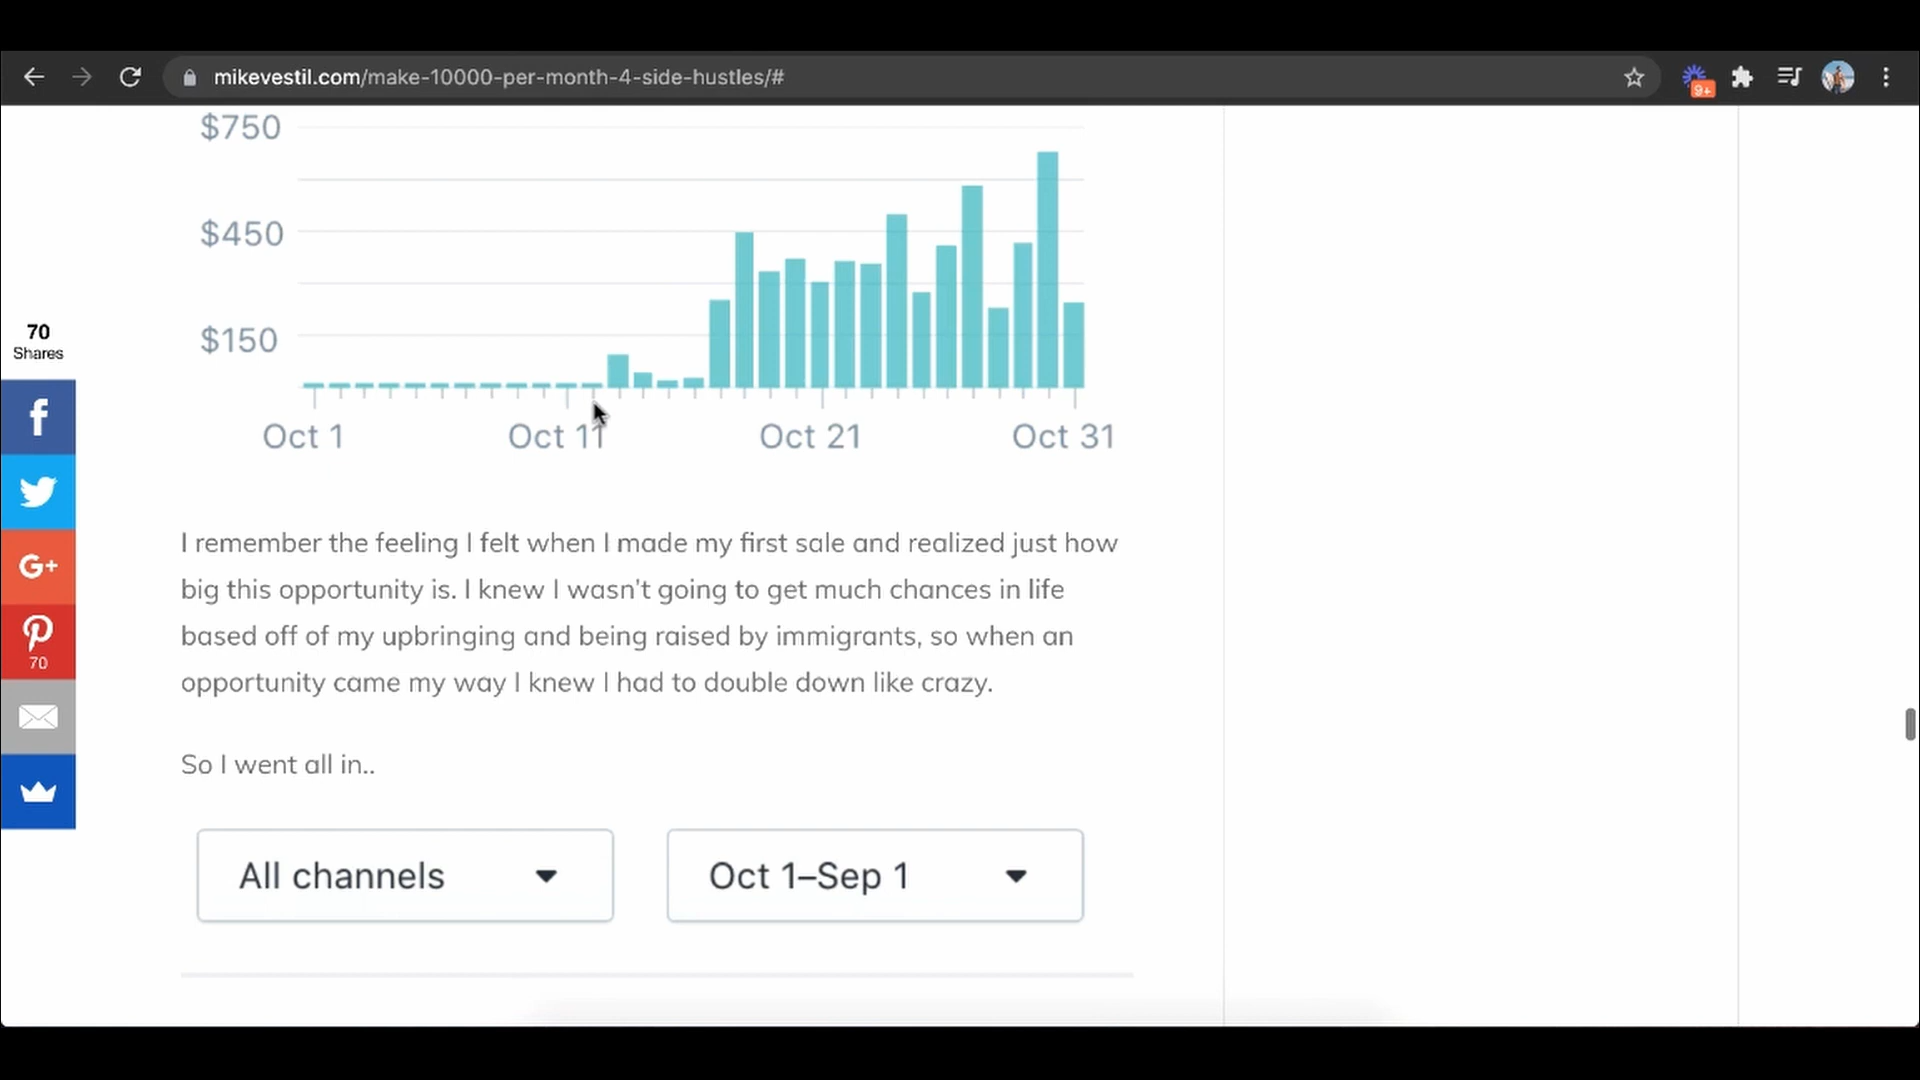 mikevestil.com/make-10000-per-month-4-side-hustles/#
9+
$750
$450
$150
Oct 1
Oct 11
Oct 21
Oct 31
70
Shares
f
G+
70
I remember the feeling I felt when I made my first sale and realized just how
big this opportunity is. I knew I wasn't going to get much chances in life
based off of my upbringing and being raised by immigrants, so when an
opportunity came my way I knew I had to double down like crazy.
So I went all in..
All channels
Oct 1–Sep 1